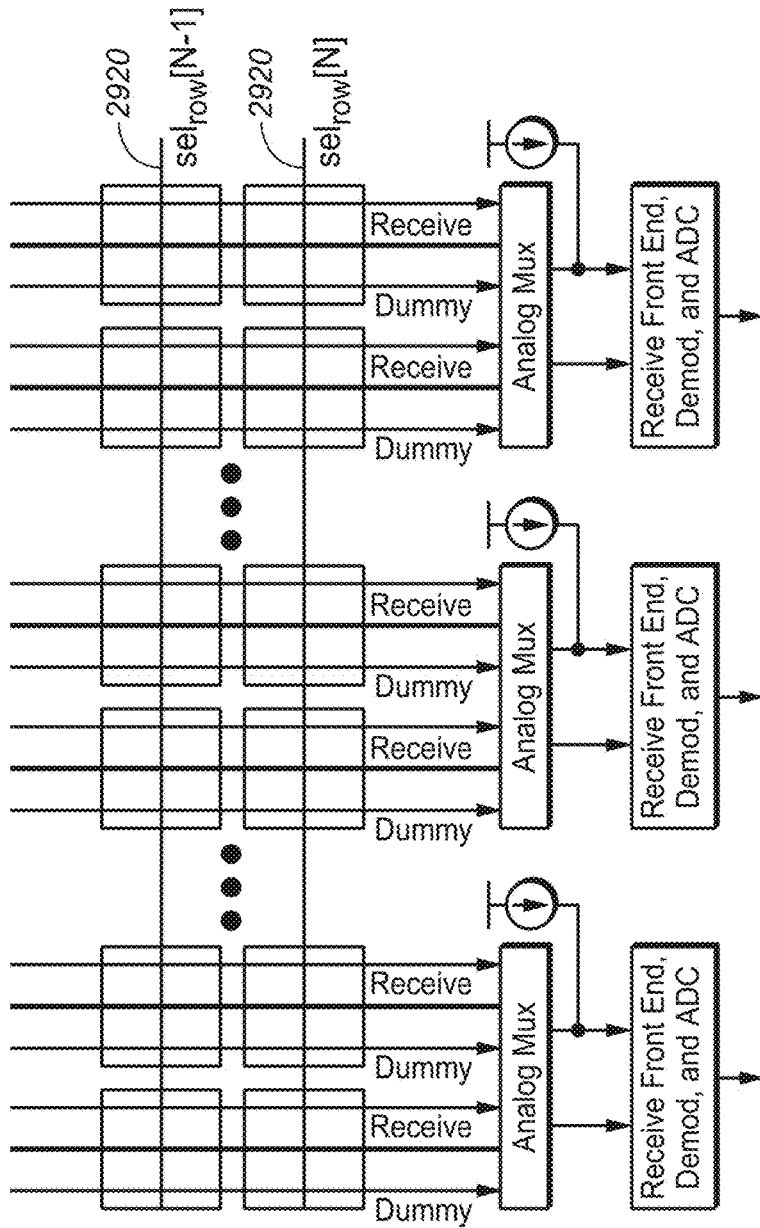 2920
sel_row[N-1]
2920
sel_row[N]
Dummy
Receive
Dummy
Receive
Dummy
Receive
Dummy
Receive
Dummy
Receive
Dummy
Receive
Analog Mux
Analog Mux
Analog Mux
Receive Front End,
Demod, and ADC
Receive Front End,
Demod, and ADC
Receive Front End,
Demod, and ADC